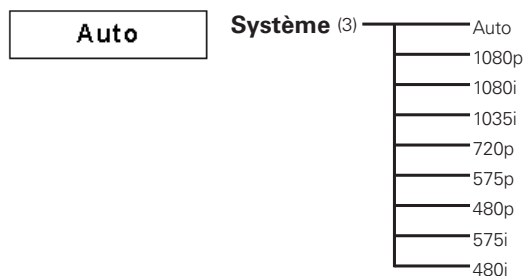 Auto
Système (3)
Auto
1080p
1080i
1035i
720p
575p
480p
575i
480i